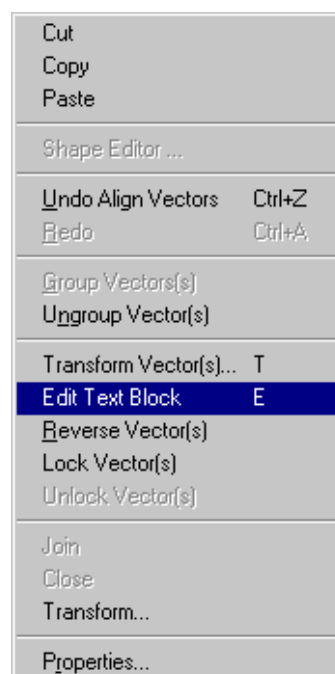 Cut
Copy
Paste
Shape Editor ...
Undo Align Vectors Ctrl+Z
Redo Ctrl+A
Group Vectors(s)
Ungroup Vector(s)
Transform Vector(s)... T
Edit Text Block E
Reverse Vector(s)
Lock Vector(s)
Unlock Vector(s)
Join
Close
Transform...
Properties...